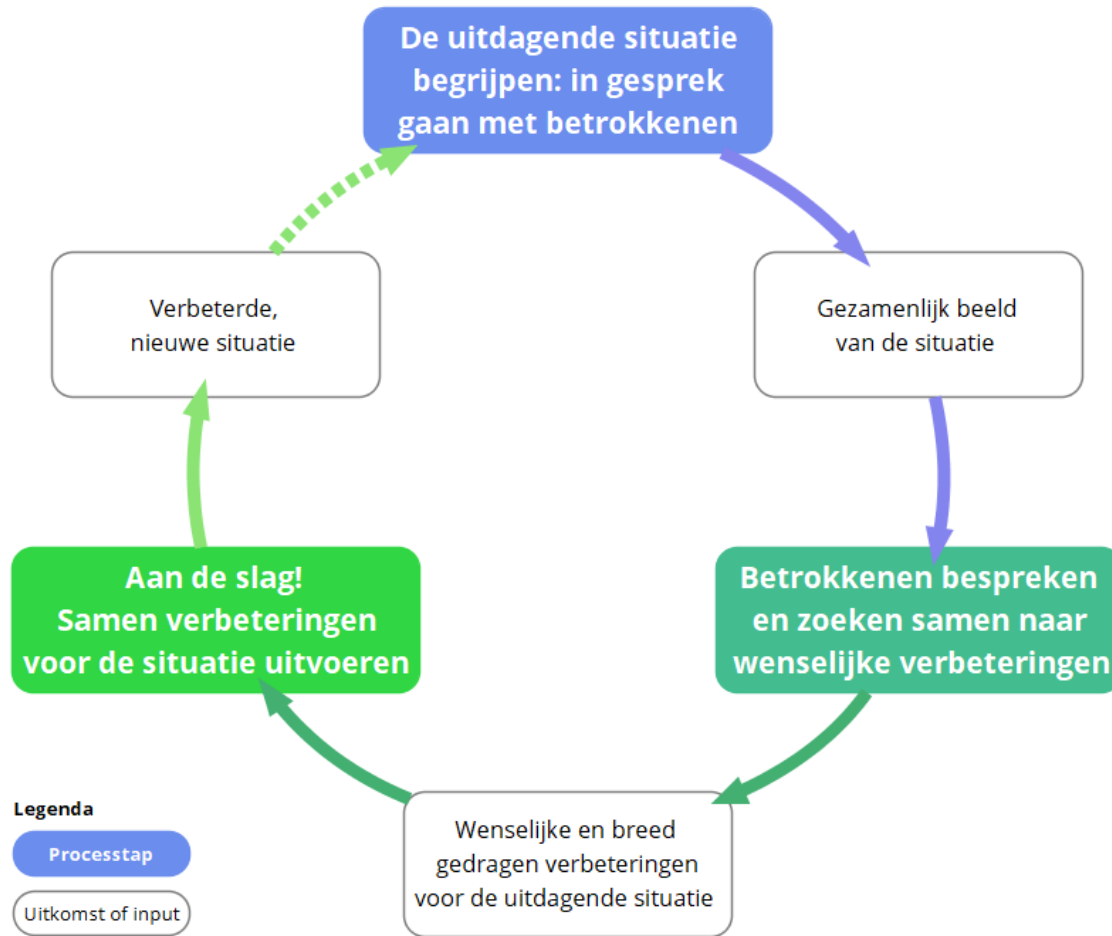 De uitdagende situatie
begrijpen: in gesprek
gaan met betrokkenen
Gezamenlijk beeld
van de situatie
Betrokkenen bespreken
en zoeken samen naar
wenselijke verbeteringen
Wenselijke en breed
gedragen verbeteringen
voor de uitdagende situatie
Aan de slag!
Samen verbeteringen
voor de situatie uitvoeren
Verbeterde,
nieuwe situatie
Legenda
Processtap
Uitkomst of input